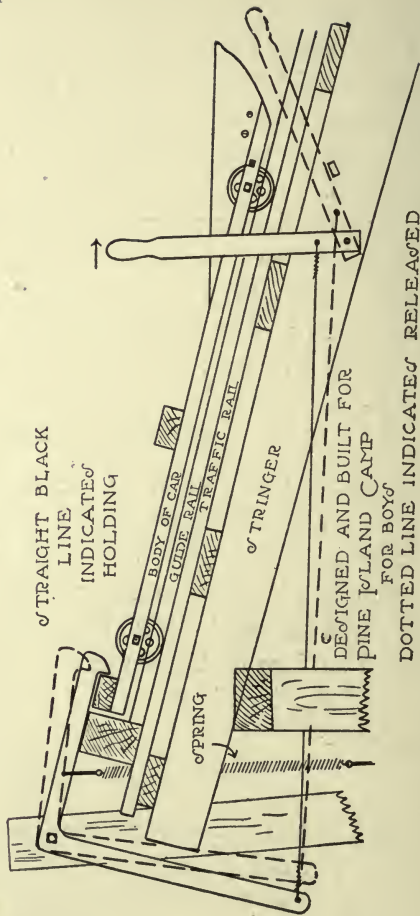 STRAIGHT BLACK
LINE
INDICATES
HOLDING
BODY OF CAR
GUIDE RAIL
TRAFFIC RAIL
STRINGER
SPRING
C
DESIGNED AND BUILT FOR
PINE ISLAND CAMP
FOR BOYS
DOTTED LINE INDICATES RELEASED